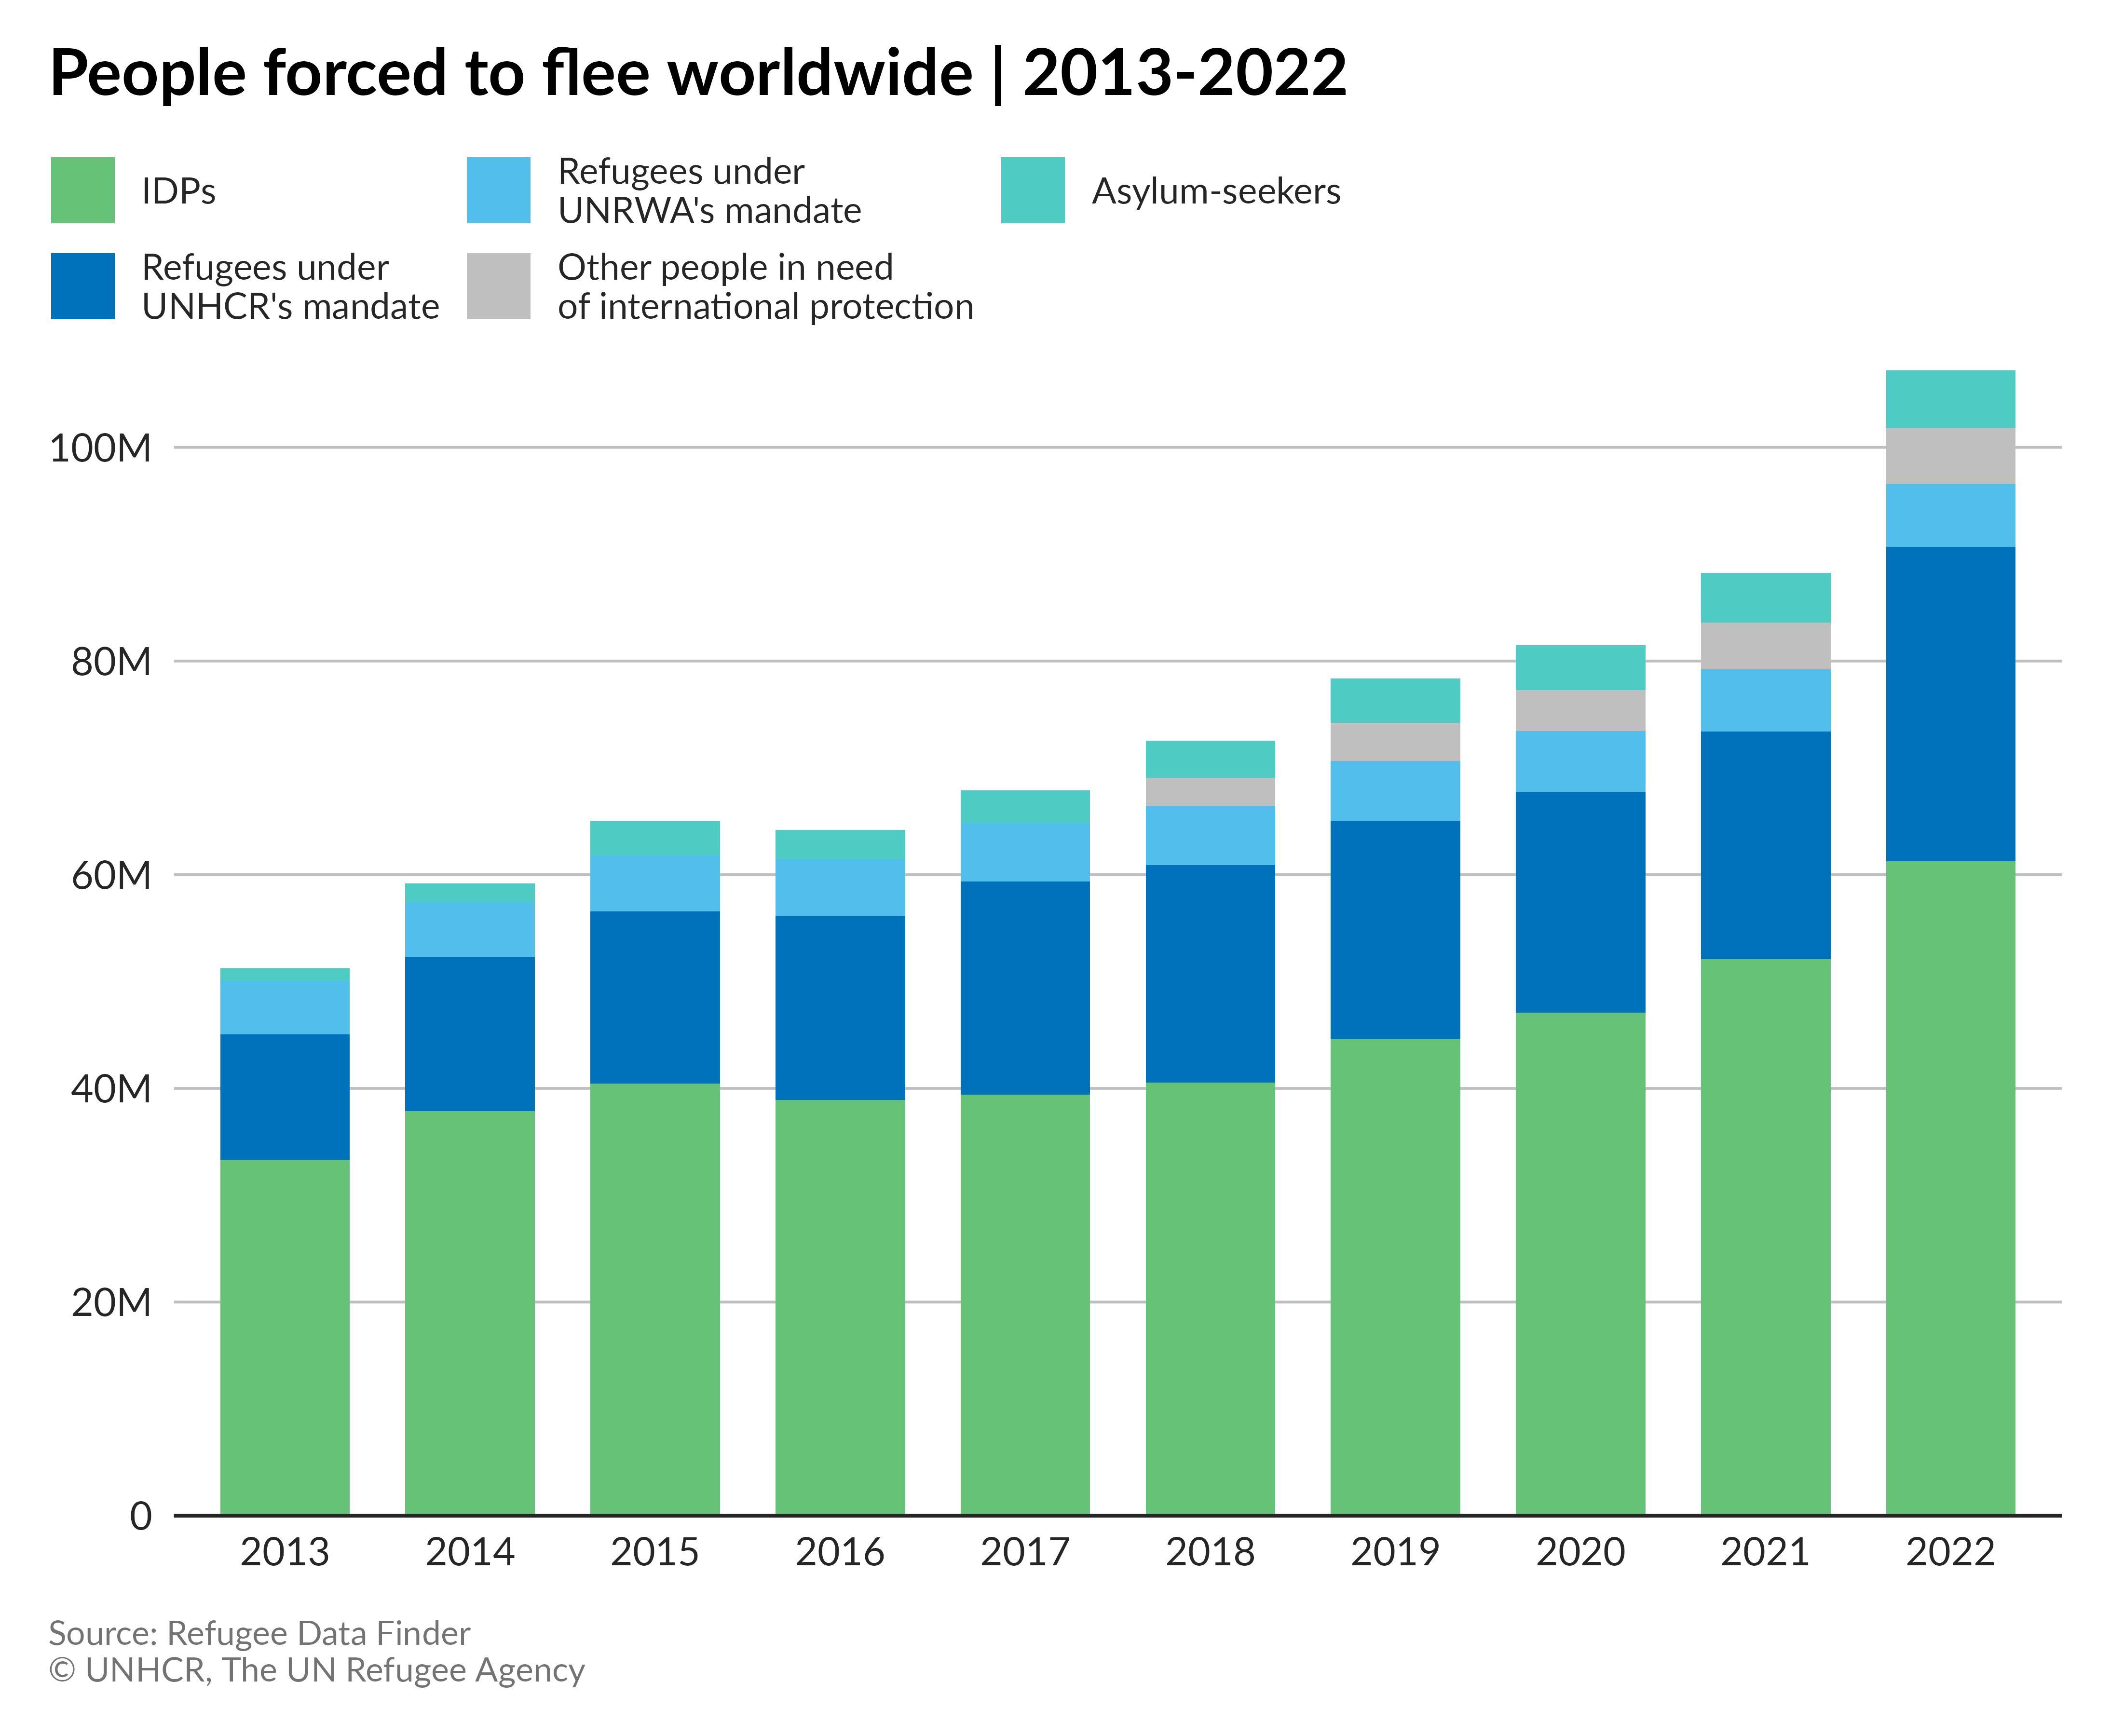 People forced to flee worldwide | 2013-2022
IDPs
Refugees under
UNRWA's mandate
Asylum-seekers
Refugees under
UNHCR's mandate
Other people in need
of international protection
100M
80M
60M
40M
20M
0
2013 2014 2015 2016 2017 2018 2019 2020 2021 2022
Source: Refugee Data Finder
© UNHCR, The UN Refugee Agency